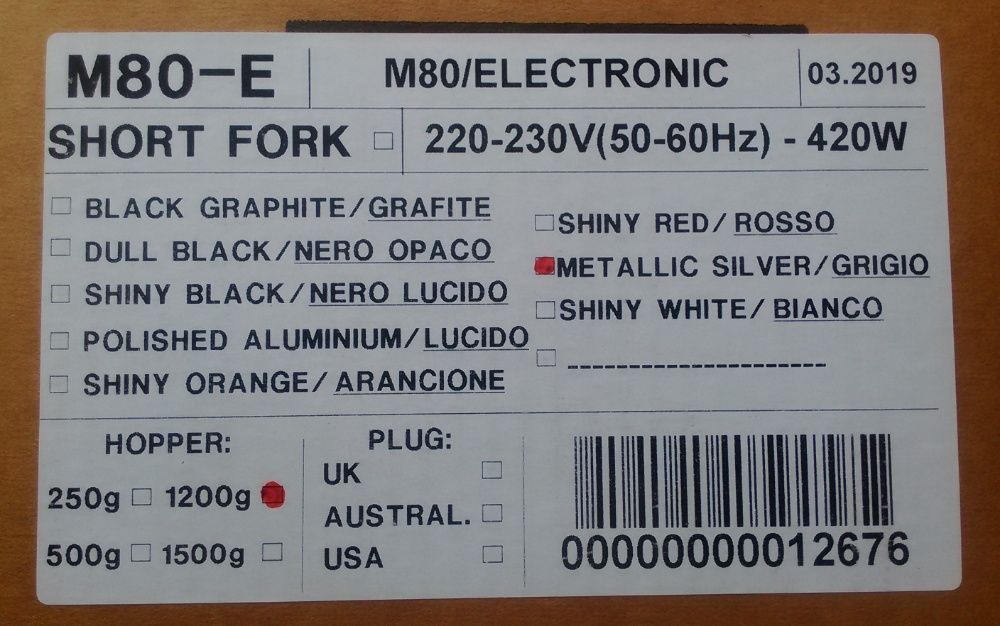 M80-E
M80/ELECTRONIC
03.2019
SHORT FORK
220-230V(50-60Hz) - 420W
BLACK GRAPHITE/GRAFITE
DULL BLACK/NERO OPACO
SHINY BLACK/NERO LUCIDO
POLISHED ALUMINIUM/LUCIDO
SHINY ORANGE/ARANCIONE
SHINY RED/ROSSO
METALLIC SILVER/GRIGIO
SHINY WHITE/BIANCO
HOPPER:
250g 1200g
500g 1500g
PLUG:
UK
AUSTRAL.
USA
00000000012676